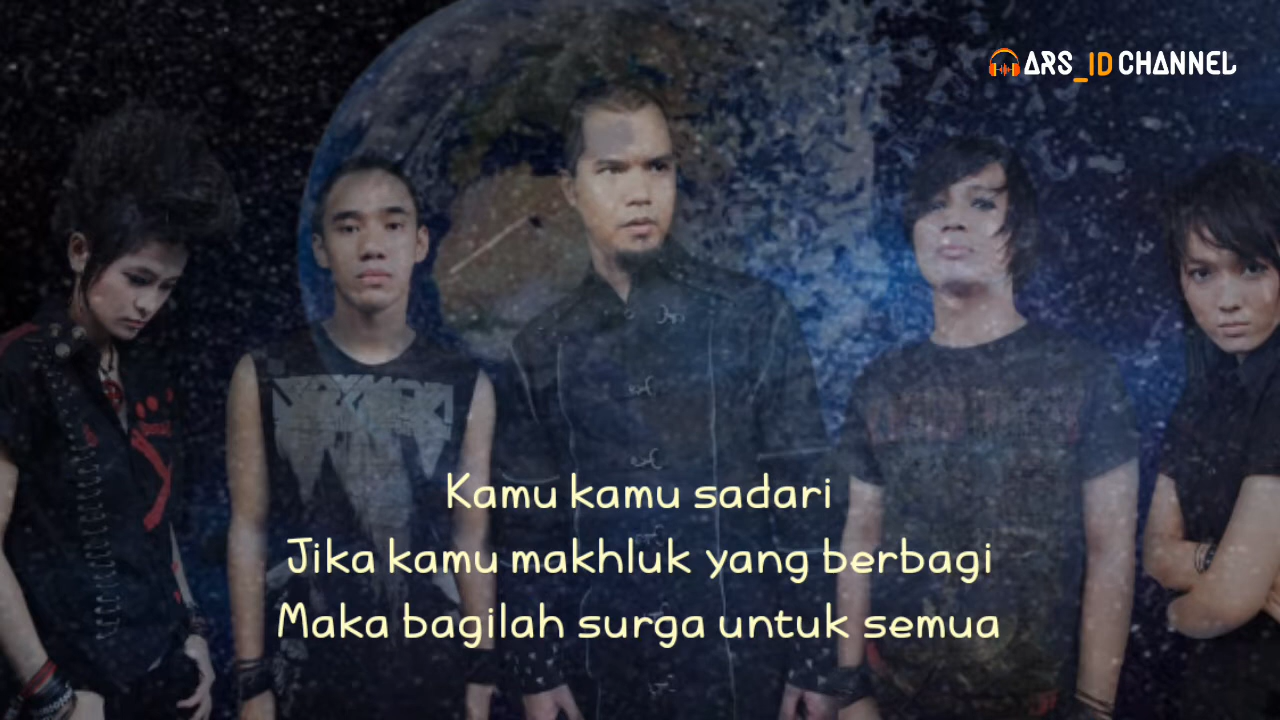 ARS_ID CHANNEL
Kamu kamu sadari
Jika kamu makhluk yang berbagi
Maka bagilah surga untuk semua